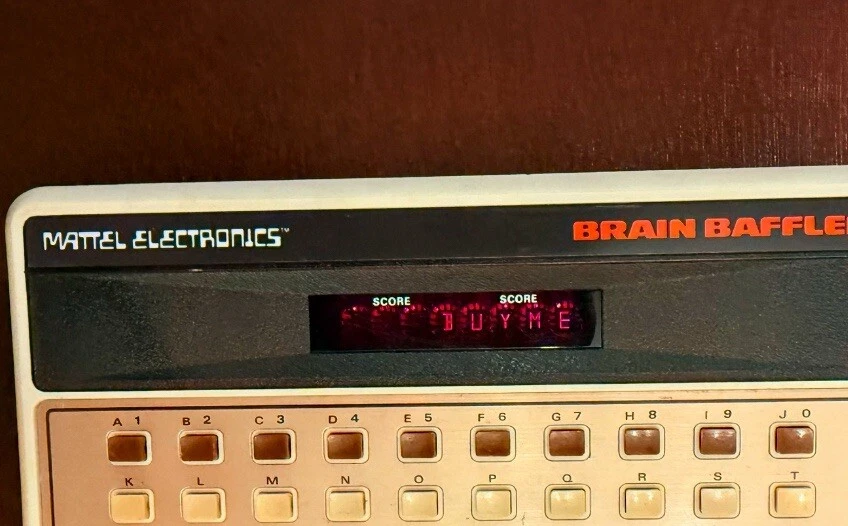 MATTEL ELECTRONICS™ BRAIN BAFFLE
SCORE SCORE
BUYME
A 1 B 2 C 3 D 4 E 5 F 6 G 7 H 8 I 9 J 0
K L M N O P Q R S T